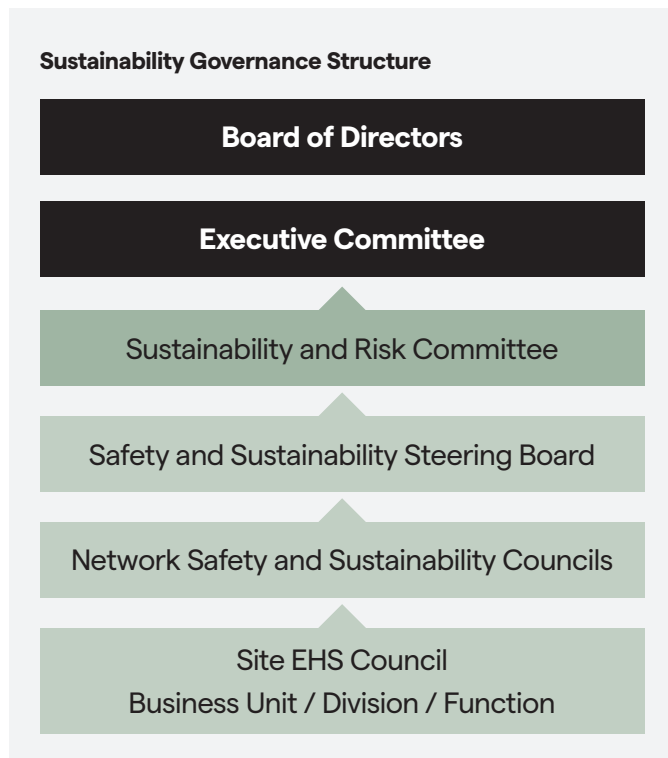 Sustainability Governance Structure
Board of Directors
Executive Committee
Sustainability and Risk Committee
Safety and Sustainability Steering Board
Network Safety and Sustainability Councils
Site EHS Council
Business Unit / Division / Function